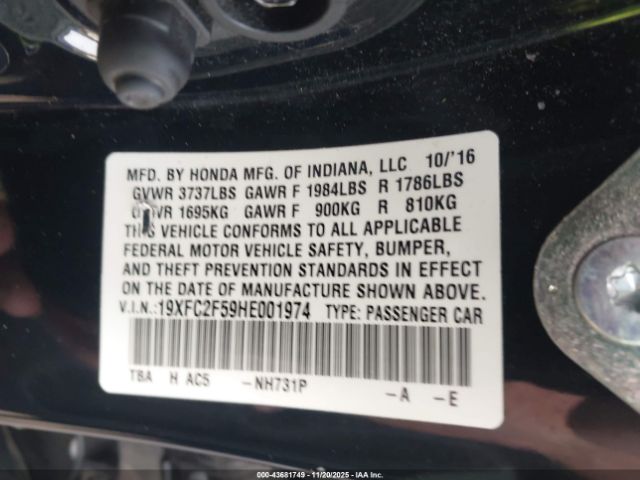 MFD. BY HONDA MFG. OF INDIANA, LLC 10/'16
GVWR 3737LBS GAWR F 1984LBS R 1786LBS
GVWR 1695KG GAWR F 900KG R 810KG
THIS VEHICLE CONFORMS TO ALL APPLICABLE
FEDERAL MOTOR VEHICLE SAFETY, BUMPER,
AND THEFT PREVENTION STANDARDS IN EFFECT
ON THE DATE OF MANUFACTURE SHOWN ABOVE.
V.I.N.:19XFC2F59HE001974 TYPE: PASSENGER CAR
TBA H AC5 -NH731P -A -E
© IAA - 43681749 - 11/20/2025 - IAAI.com